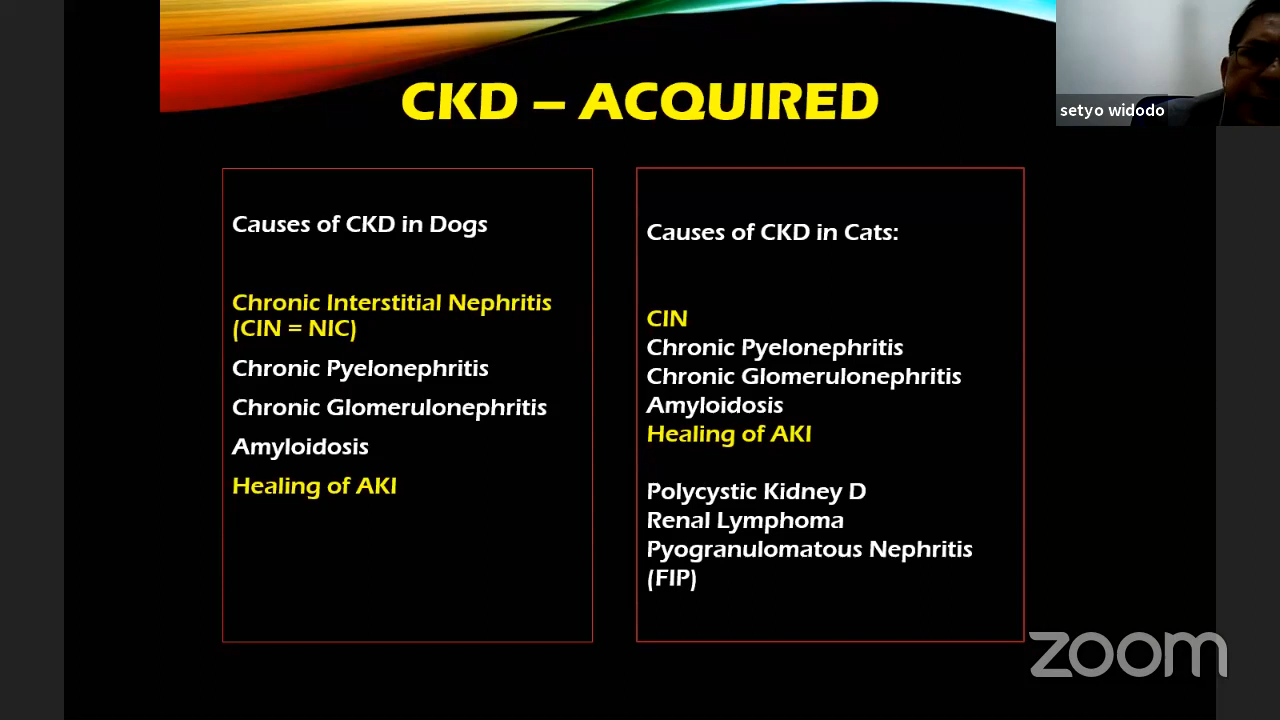 CKD – ACQUIRED
setyo widodo
Causes of CKD in Dogs
Chronic Interstitial Nephritis
(CIN = NIC)
Chronic Pyelonephritis
Chronic Glomerulonephritis
Amyloidosis
Healing of AKI
Causes of CKD in Cats:
CIN
Chronic Pyelonephritis
Chronic Glomerulonephritis
Amyloidosis
Healing of AKI
Polycystic Kidney D
Renal Lymphoma
Pyogranulomatous Nephritis
(FIP)
zoom